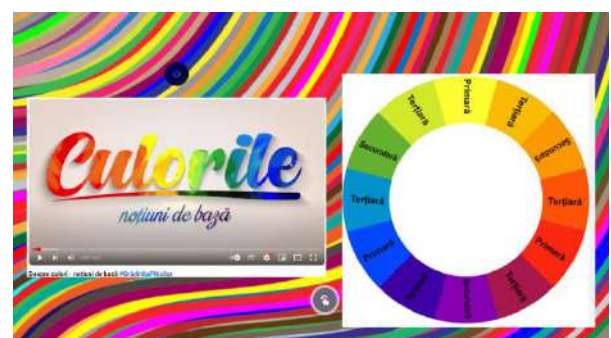 Culorile
noțiuni de bază
Despre culori - noțiuni de bază
Primară
Terțiară
Secundară
Terțiară
Primară
Terțiară
Secundară
Terțiară
Primară
Terțiară
Secundară
Terțiară